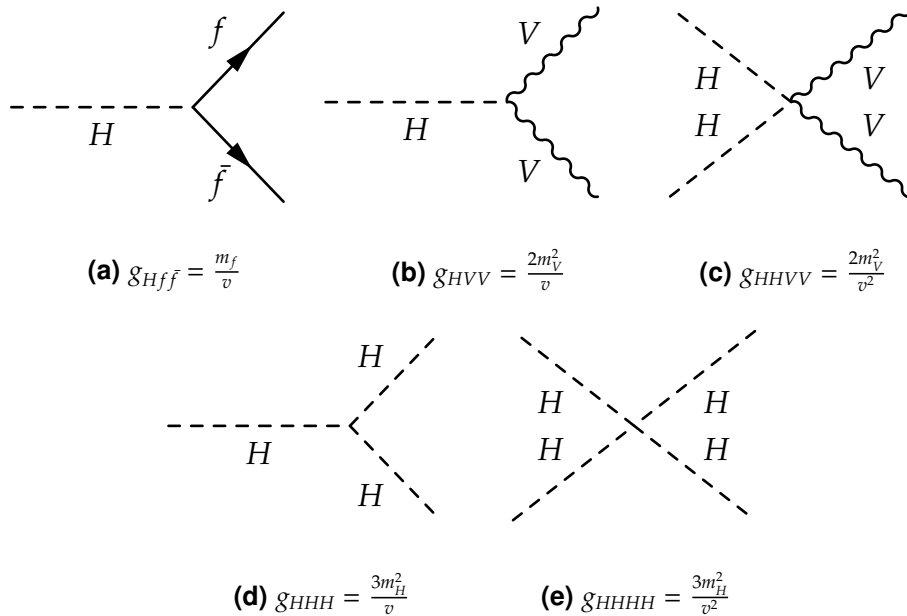 f
H
f̄
V
H
V
H
H
V
V
(a) g_{Hff̄} = m_f/v
(b) g_{HVV} = 2m_V^2/v
(c) g_{HHVV} = 2m_V^2/v^2
H
H
H
H
H
H
H
(d) g_{HHH} = 3m_H^2/v
(e) g_{HHHH} = 3m_H^2/v^2